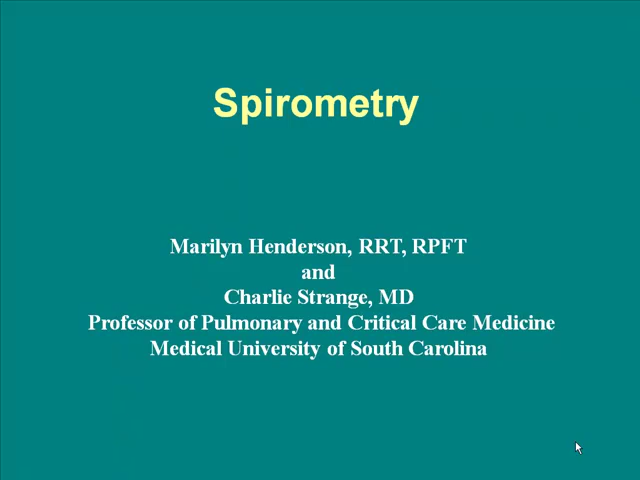 Spirometry
Marilyn Henderson, RRT, RPFT
and
Charlie Strange, MD
Professor of Pulmonary and Critical Care Medicine
Medical University of South Carolina